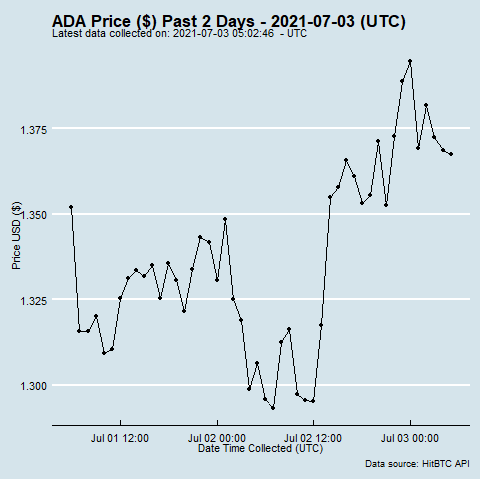 ADA Price ($) Past 2 Days - 2021-07-03 (UTC)
Latest data collected on: 2021-07-03 05:02:46 - UTC
Price USD ($)
1.375
1.350
1.325
1.300
Jul 01 12:00 Jul 02 00:00 Jul 02 12:00 Jul 03 00:00
Date Time Collected (UTC)
Data source: HitBTC API